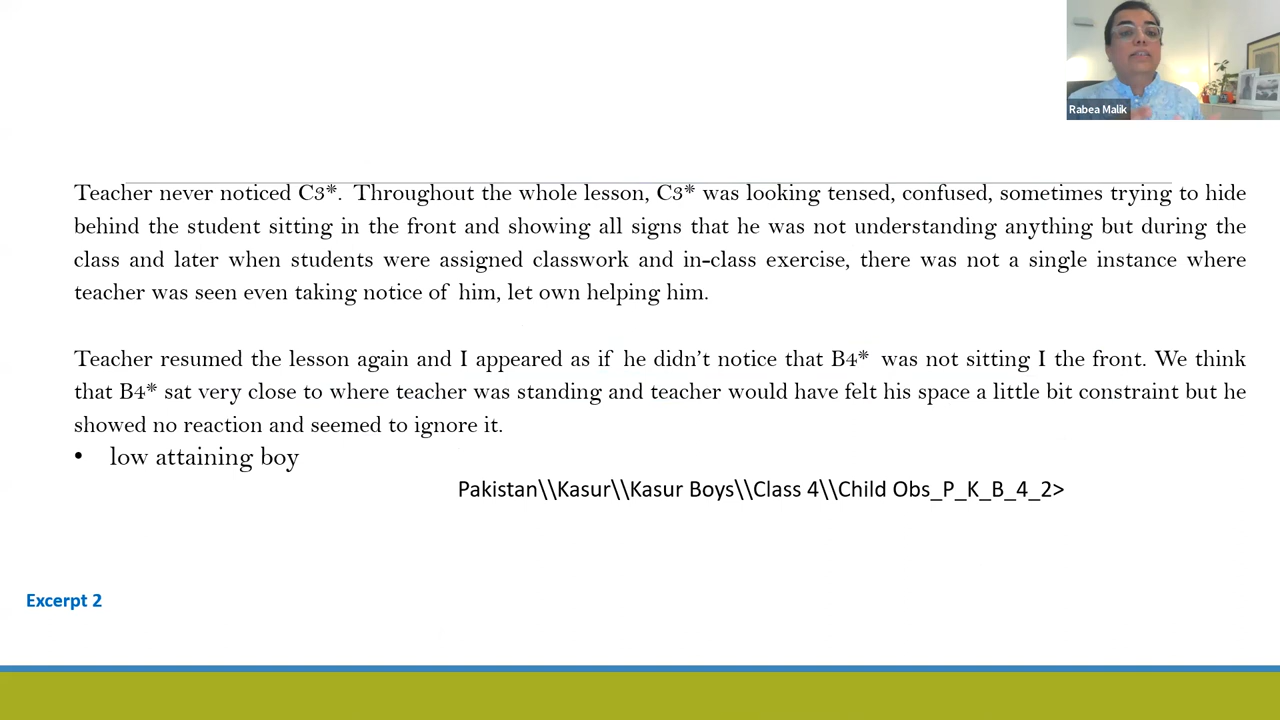 Rabea Malik
Teacher never noticed C3*. Throughout the whole lesson, C3* was looking tensed, confused, sometimes trying to hide
behind the student sitting in the front and showing all signs that he was not understanding anything but during the
class and later when students were assigned classwork and in-class exercise, there was not a single instance where
teacher was seen even taking notice of him, let own helping him.
Teacher resumed the lesson again and I appeared as if he didn't notice that B4* was not sitting I the front. We think
that B4* sat very close to where teacher was standing and teacher would have felt his space a little bit constraint but he
showed no reaction and seemed to ignore it.
• low attaining boy
Pakistan\\Kasur\\Kasur Boys\\Class 4\\Child Obs_P_K_B_4_2>
Excerpt 2